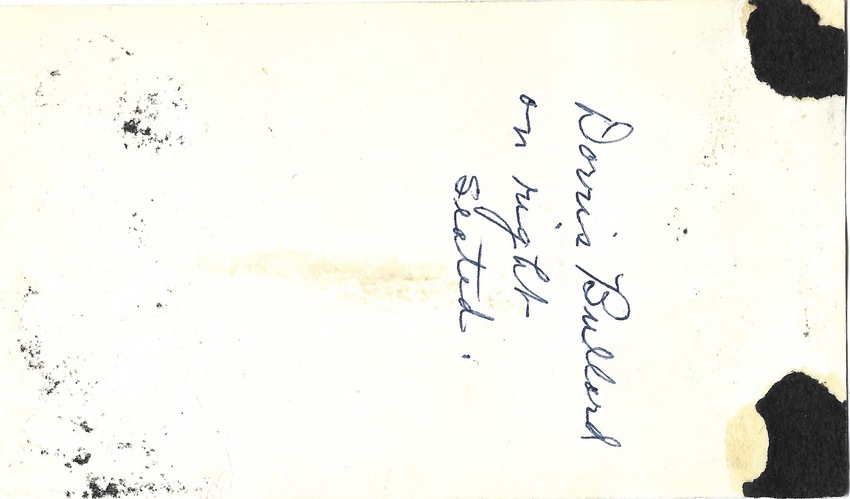 Dorris Bullard
on right
seated.